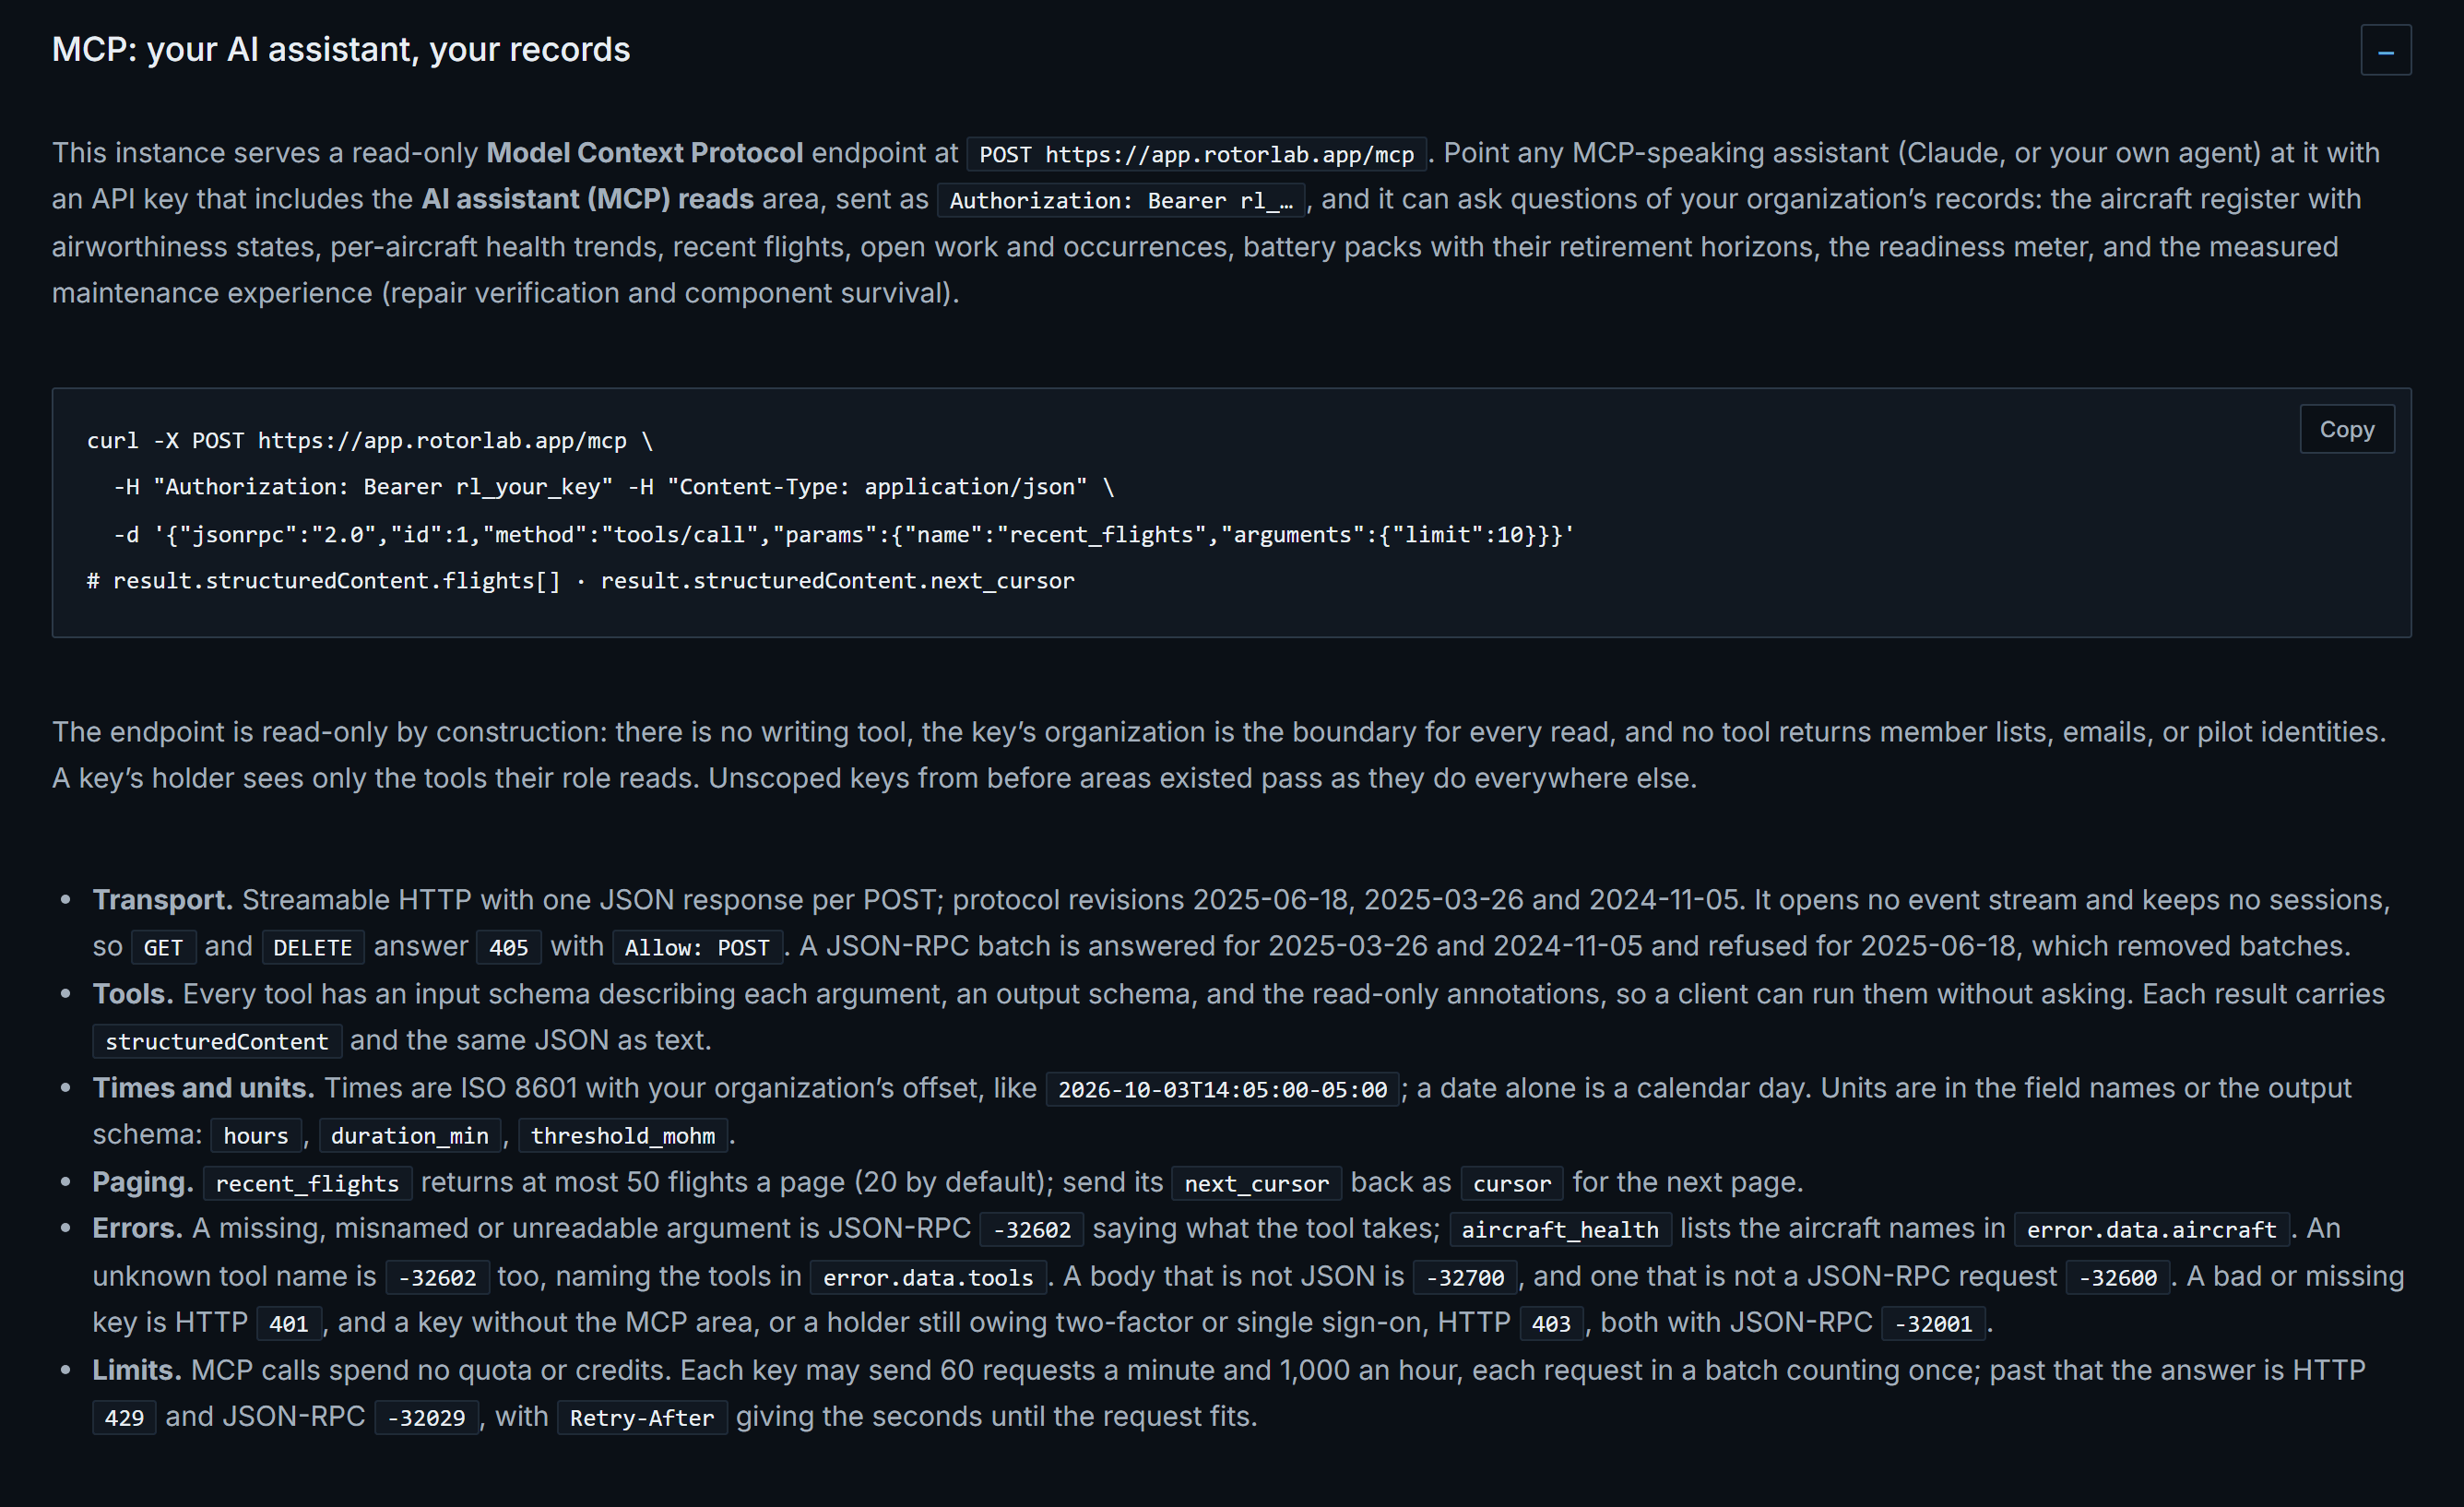 MCP: your AI assistant, your records
–
This instance serves a read-only Model Context Protocol endpoint at POST https://app.rotorlab.app/mcp. Point any MCP-speaking assistant (Claude, or your own agent) at it with
an API key that includes the AI assistant (MCP) reads area, sent as Authorization: Bearer rl_…, and it can ask questions of your organization’s records: the aircraft register with
airworthiness states, per-aircraft health trends, recent flights, open work and occurrences, battery packs with their retirement horizons, the readiness meter, and the measured
maintenance experience (repair verification and component survival).
Copy
curl -X POST https://app.rotorlab.app/mcp \
  -H "Authorization: Bearer rl_your_key" -H "Content-Type: application/json" \
  -d '{"jsonrpc":"2.0","id":1,"method":"tools/call","params":{"name":"recent_flights","arguments":{"limit":10}}}'
# result.structuredContent.flights[] · result.structuredContent.next_cursor
The endpoint is read-only by construction: there is no writing tool, the key’s organization is the boundary for every read, and no tool returns member lists, emails, or pilot identities.
A key’s holder sees only the tools their role reads. Unscoped keys from before areas existed pass as they do everywhere else.
• Transport. Streamable HTTP with one JSON response per POST; protocol revisions 2025-06-18, 2025-03-26 and 2024-11-05. It opens no event stream and keeps no sessions,
so GET and DELETE answer 405 with Allow: POST. A JSON-RPC batch is answered for 2025-03-26 and 2024-11-05 and refused for 2025-06-18, which removed batches.
• Tools. Every tool has an input schema describing each argument, an output schema, and the read-only annotations, so a client can run them without asking. Each result carries
structuredContent and the same JSON as text.
• Times and units. Times are ISO 8601 with your organization’s offset, like 2026-10-03T14:05:00-05:00; a date alone is a calendar day. Units are in the field names or the output
schema: hours, duration_min, threshold_mohm.
• Paging. recent_flights returns at most 50 flights a page (20 by default); send its next_cursor back as cursor for the next page.
• Errors. A missing, misnamed or unreadable argument is JSON-RPC -32602 saying what the tool takes; aircraft_health lists the aircraft names in error.data.aircraft. An
unknown tool name is -32602 too, naming the tools in error.data.tools. A body that is not JSON is -32700, and one that is not a JSON-RPC request -32600. A bad or missing
key is HTTP 401, and a key without the MCP area, or a holder still owing two-factor or single sign-on, HTTP 403, both with JSON-RPC -32001.
• Limits. MCP calls spend no quota or credits. Each key may send 60 requests a minute and 1,000 an hour, each request in a batch counting once; past that the answer is HTTP
429 and JSON-RPC -32029, with Retry-After giving the seconds until the request fits.